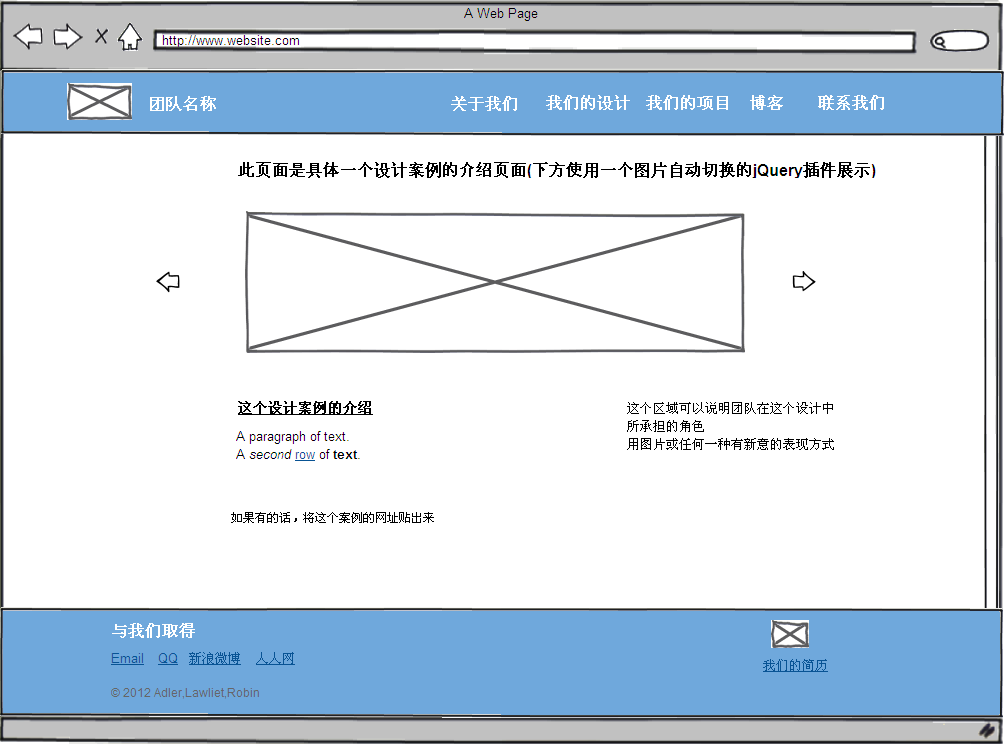 A Web Page
http://www.website.com
团队名称
关于我们 我们的设计 我们的项目 博客 联系我们
此页面是具体一个设计案例的介绍页面(下方使用一个图片自动切换的jQuery插件展示)
这个设计案例的介绍
A paragraph of text.
A second row of text.
这个区域可以说明团队在这个设计中
所承担的角色
用图片或任何一种有新意的表现方式
如果有的话，将这个案例的网址贴出来
与我们取得
Email QQ 新浪微博 人人网
我们的简历
© 2012 Adler,Lawliet,Robin